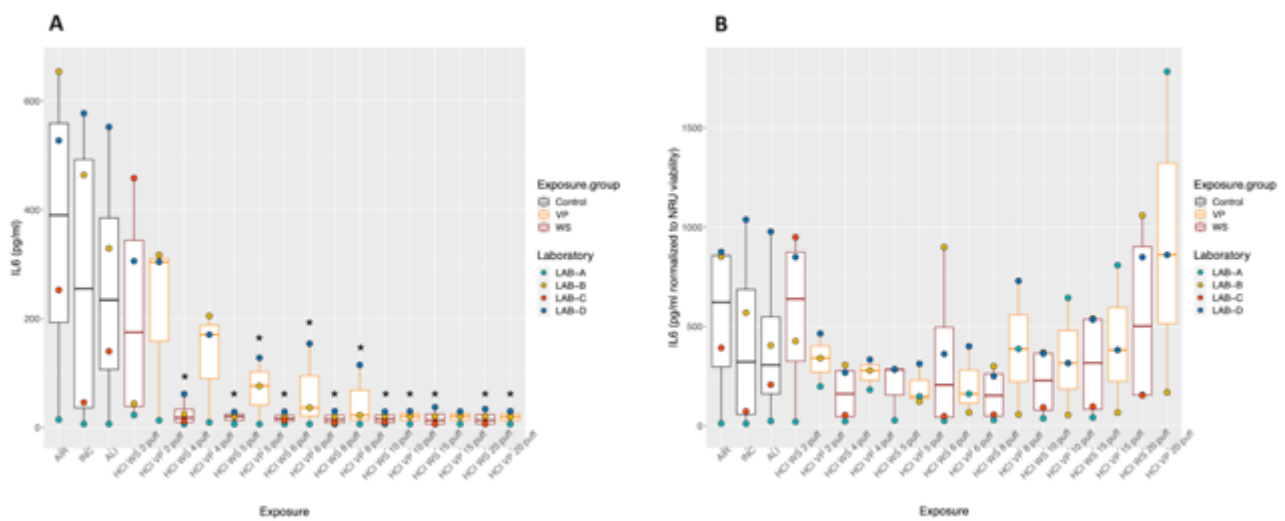 A
B
IL6 (pg/ml)
600
400
200
0
*
*
*
*
*
*
*
*
*
*
*
*
*
AIR
INC
ALI
HCI WS 2 puff
HCI VP 2 puff
HCI WS 4 puff
HCI VP 4 puff
HCI WS 5 puff
HCI VP 5 puff
HCI WS 6 puff
HCI VP 6 puff
HCI WS 8 puff
HCI VP 8 puff
HCI WS 10 puff
HCI VP 10 puff
HCI WS 15 puff
HCI VP 15 puff
HCI WS 20 puff
HCI VP 20 puff
Exposure
Exposure.group
Control
VP
WS
Laboratory
LAB-A
LAB-B
LAB-C
LAB-D
IL6 (pg/ml normalized to NRU viability)
1500
1000
500
0
AIR
INC
ALI
HCI WS 2 puff
HCI VP 2 puff
HCI WS 4 puff
HCI VP 4 puff
HCI WS 5 puff
HCI VP 5 puff
HCI WS 6 puff
HCI VP 6 puff
HCI WS 8 puff
HCI VP 8 puff
HCI WS 10 puff
HCI VP 10 puff
HCI WS 15 puff
HCI VP 15 puff
HCI WS 20 puff
HCI VP 20 puff
Exposure
Exposure.group
Control
VP
WS
Laboratory
LAB-A
LAB-B
LAB-C
LAB-D